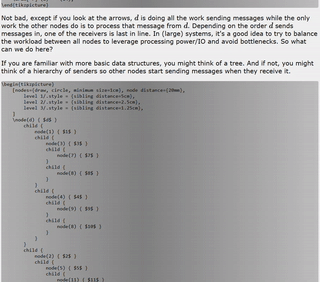 \end{tikzpicture}
Not bad, except if you look at the arrows, d is doing all the work sending messages while the only
work the other nodes do is to process that message from d. Depending on the order d sends
messages in, one of the receivers is last in line. In (large) systems, it's a good idea to try to balance
the workload between all nodes to leverage processing power/IO and avoid bottlenecks. So what
can we do here?
If you are familiar with more basic data structures, you might think of a tree. And if not, you might
think of a hierarchy of senders so other nodes start sending messages when they receive it.
\begin{tikzpicture}
[nodes={draw, circle, minimum size=1cm}, node distance={30mm},
level 1/.style = {sibling distance=5cm},
level 2/.style = {sibling distance=2.5cm},
level 3/.style = {sibling distance=1.25cm},
]
\node(d) { $d$ }
child {
node(1) { $1$ }
child {
node(3) { $3$ }
child {
node(7) { $7$ }
}
child {
node(8) { $8$ }
}
}
child {
node(4) { $4$ }
child {
node(9) { $9$ }
}
child {
node(0) { $10$ }
}
}
}
child {
node(2) { $2$ }
child {
node(5) { $5$ }
child {
node(11) { $11$ }